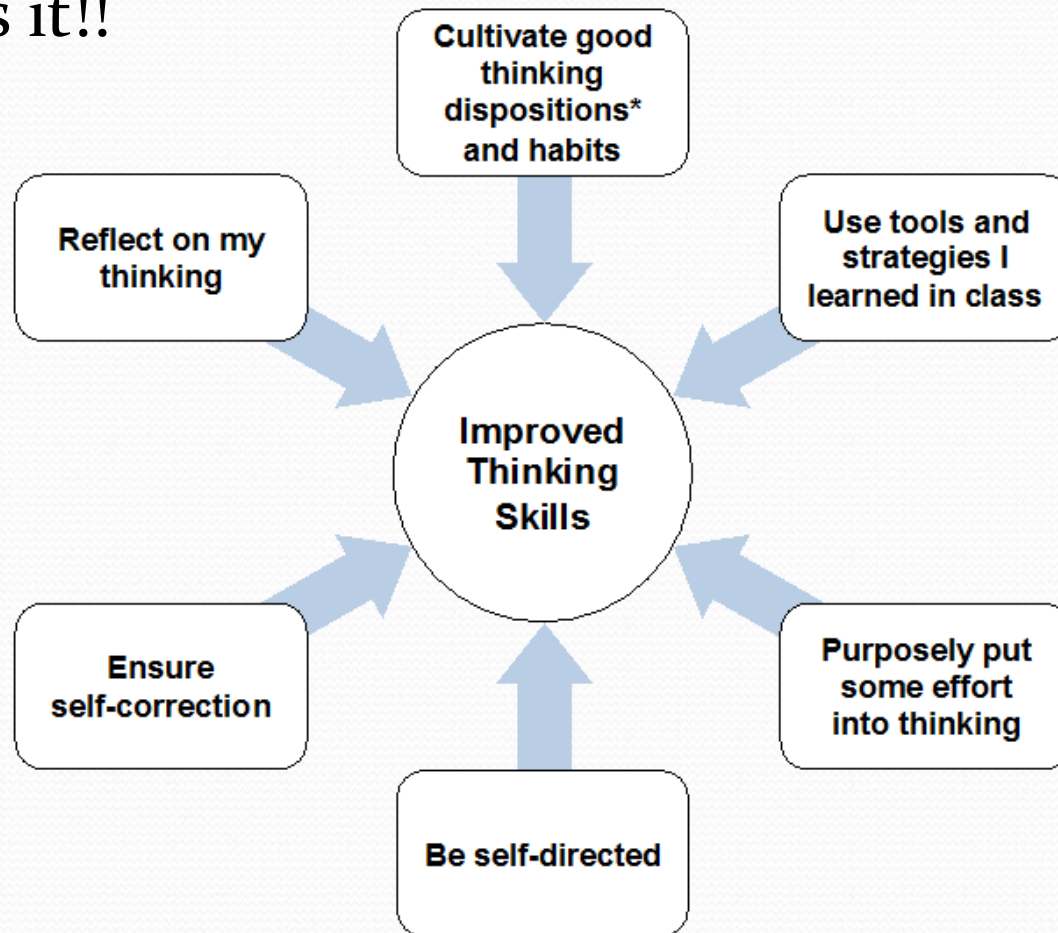 s it!!
Cultivate good
thinking
dispositions*
and habits
Reflect on my
thinking
Use tools and
strategies I
learned in class
Improved
Thinking
Skills
Ensure
self-correction
Purposely put
some effort
into thinking
Be self-directed